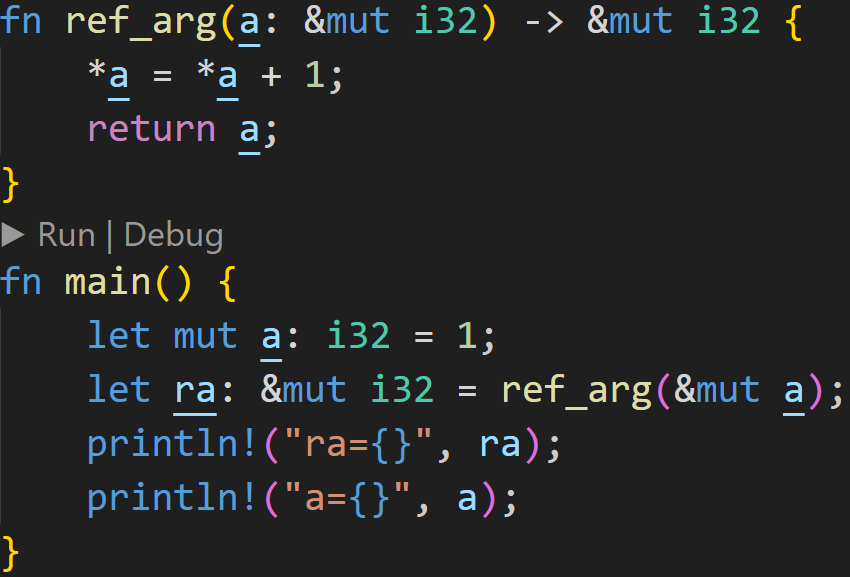 fn ref_arg(a: &mut i32) -> &mut i32 {
    *a = *a + 1;
    return a;
}
▶ Run | Debug
fn main() {
    let mut a: i32 = 1;
    let ra: &mut i32 = ref_arg(&mut a);
    println!("ra={}", ra);
    println!("a={}", a);
}